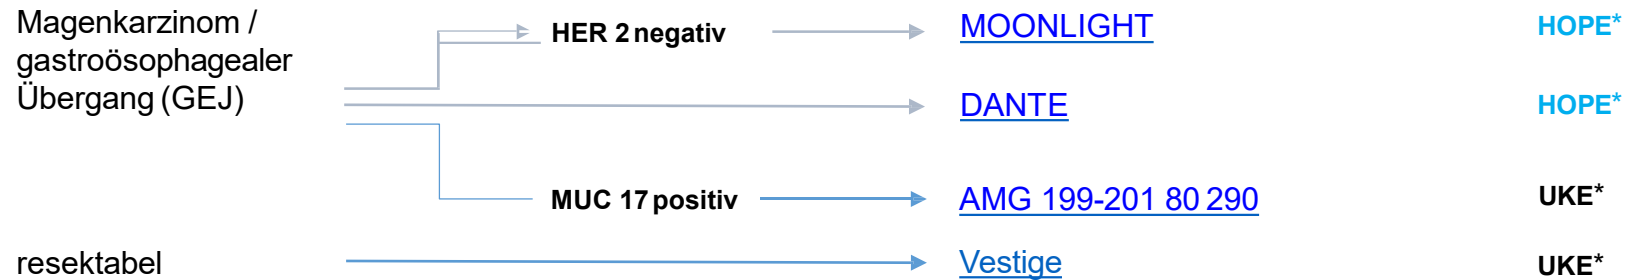 Magenkarzinom /
gastroösophagealer
Übergang (GEJ)
HER 2 negativ
MOONLIGHT
HOPE*
DANTE
HOPE*
MUC 17 positiv
AMG 199-201 80 290
UKE*
resektabel
Vestige
UKE*